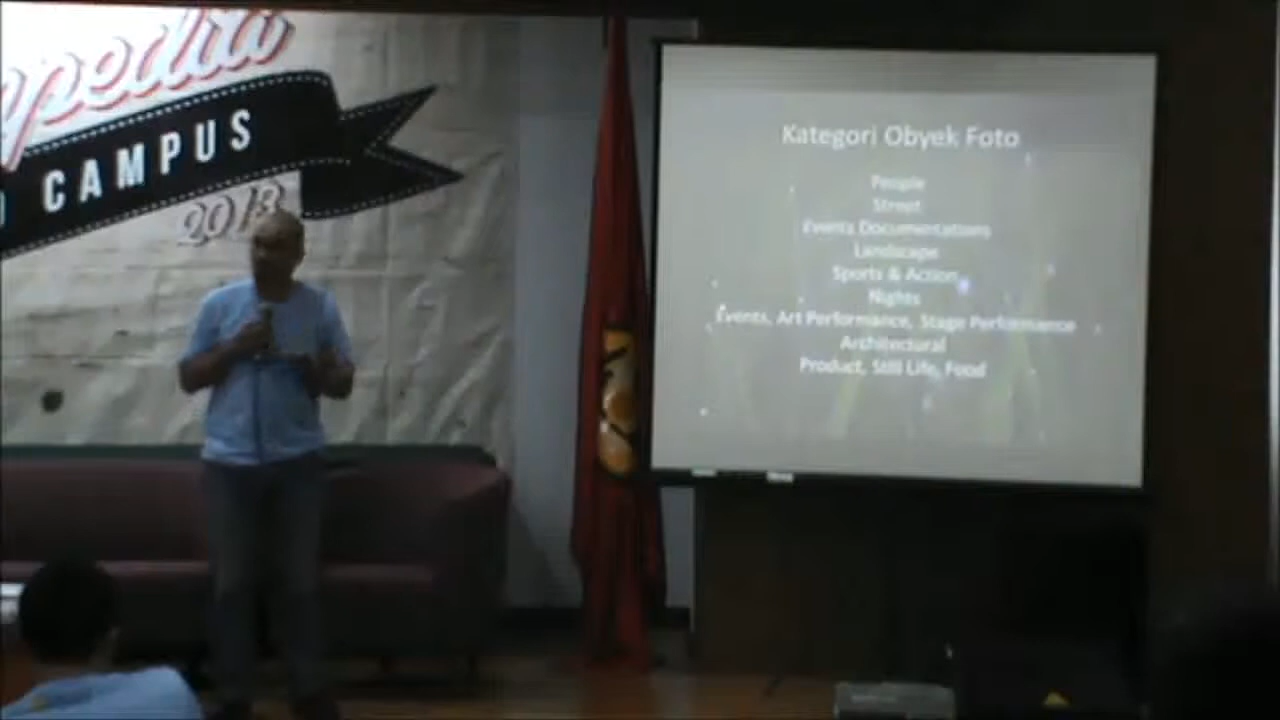 pedia
CAMPUS
2013
Kategori Obyek Foto
People
Street
Events Documentations
Landscape
Sports & Action
Nights
Events, Art Performance, Stage Performance
Architectural
Product, Still Life, Food